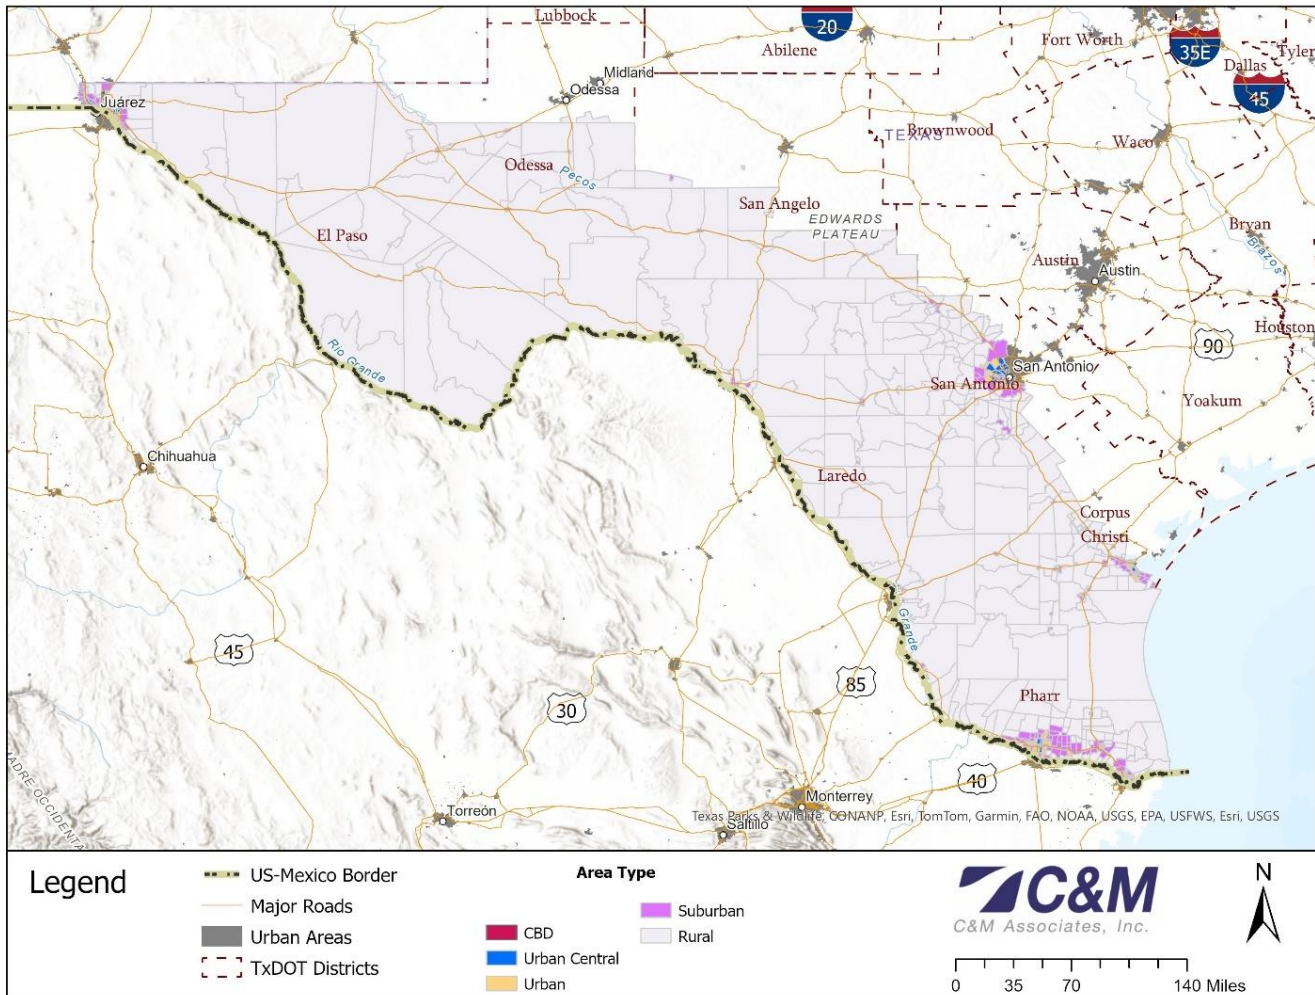 Lubbock
20
Abilene
Fort Worth
35E
Tyler
Dallas
45
Midland
Odessa
Juárez
TEXAS
Brownwood
Waco
Odessa
Pecos
San Angelo
EDWARDS
PLATEAU
Bryan
Brazos
El Paso
Austin
Austin
Houston
90
Rio Grande
San Antonio
San Antonio
Yoakum
Chihuahua
Laredo
Corpus
Christi
Grande
45
85
30
Pharr
40
MADRE OCCIDENTA
Monterrey
Torreón
Saltillo
Texas Parks & Wildlife, CONANP, Esri, TomTom, Garmin, FAO, NOAA, USGS, EPA, USFWS, Esri, USGS
Legend
US-Mexico Border
Major Roads
Urban Areas
TxDOT Districts
Area Type
CBD
Urban Central
Urban
Suburban
Rural
C&M
C&M Associates, Inc.
N
0 35 70 140 Miles